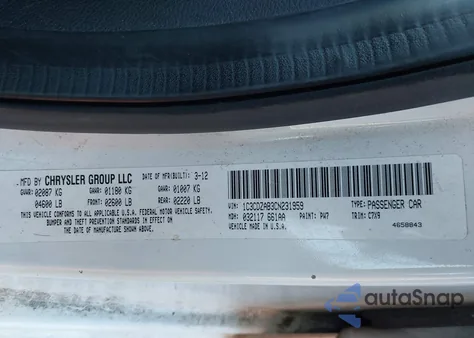 MFD BY CHRYSLER GROUP LLC
DATE OF MFR(BUILT): 3-12
GVWR:02087 KG
GAWR:01180 KG
GAWR:01007 KG
04600 LB
FRONT:02600 LB
REAR:02220 LB
THIS VEHICLE CONFORMS TO ALL APPLICABLE U.S.A. FEDERAL MOTOR VEHICLE SAFETY,
BUMPER AND THEFT PREVENTION STANDARDS IN EFFECT IN
U.S.A. ON THE DATE OF MANUFACTURE SHOWN ABOVE.
VIN: 1C3CDZAB3CN231959
TYPE: PASSENGER CAR
MDH: 032117 661AA
PAINT: PW7
TRIM: C7X9
4658843
autoSnap
POWERED BY CARFAST